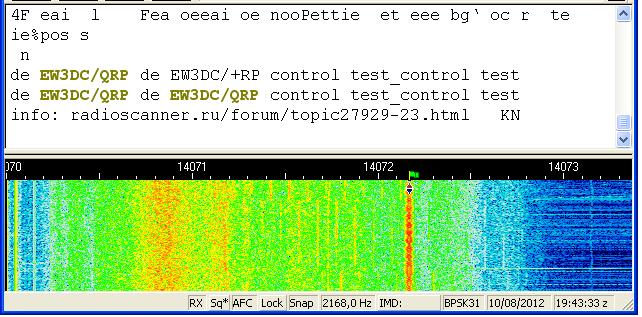 4F eai  l    Fea oeeai oe nooPettie  et eee bg` oc r  te
ie%pos s
n
de EW3DC/QRP de EW3DC/+RP control test_control test
de EW3DC/QRP de EW3DC/QRP control test_control test
info: radioscanner.ru/forum/topic27929-23.html   KN
070 14071 14072 14073
RX Sq* AFC Lock Snap 2168,0 Hz IMD: BPSK31 10/08/2012 19:43:33 z